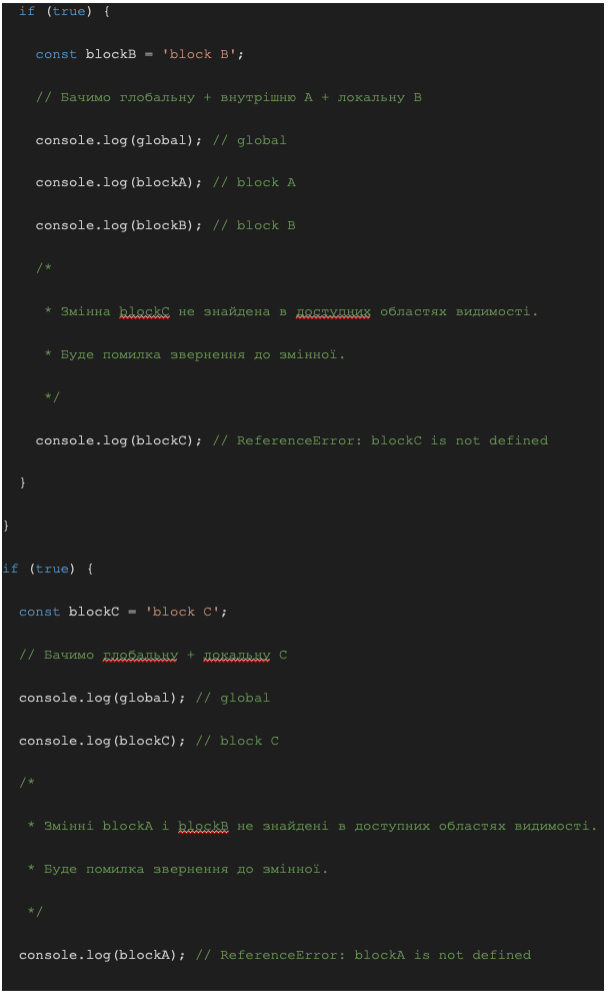 if (true) {
const blockB = 'block B';
// Бачимо глобальну + внутрішню A + локальну B
console.log(global); // global
console.log(blockA); // block A
console.log(blockB); // block B
/*
* Змінна blockC не знайдена в доступних областях видимості.
* Буде помилка звернення до змінної.
*/
console.log(blockC); // ReferenceError: blockC is not defined
}
}
if (true) {
const blockC = 'block C';
// Бачимо глобальну + локальну C
console.log(global); // global
console.log(blockC); // block C
/*
* Змінні blockA і blockB не знайдені в доступних областях видимості.
* Буде помилка звернення до змінної.
*/
console.log(blockA); // ReferenceError: blockA is not defined